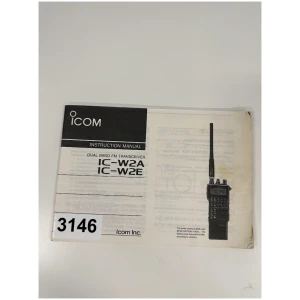 ICOM
INSTRUCTION MANUAL
DUAL BAND FM TRANSCEIVER
IC-W2A
IC-W2E
3146
Icom Inc.